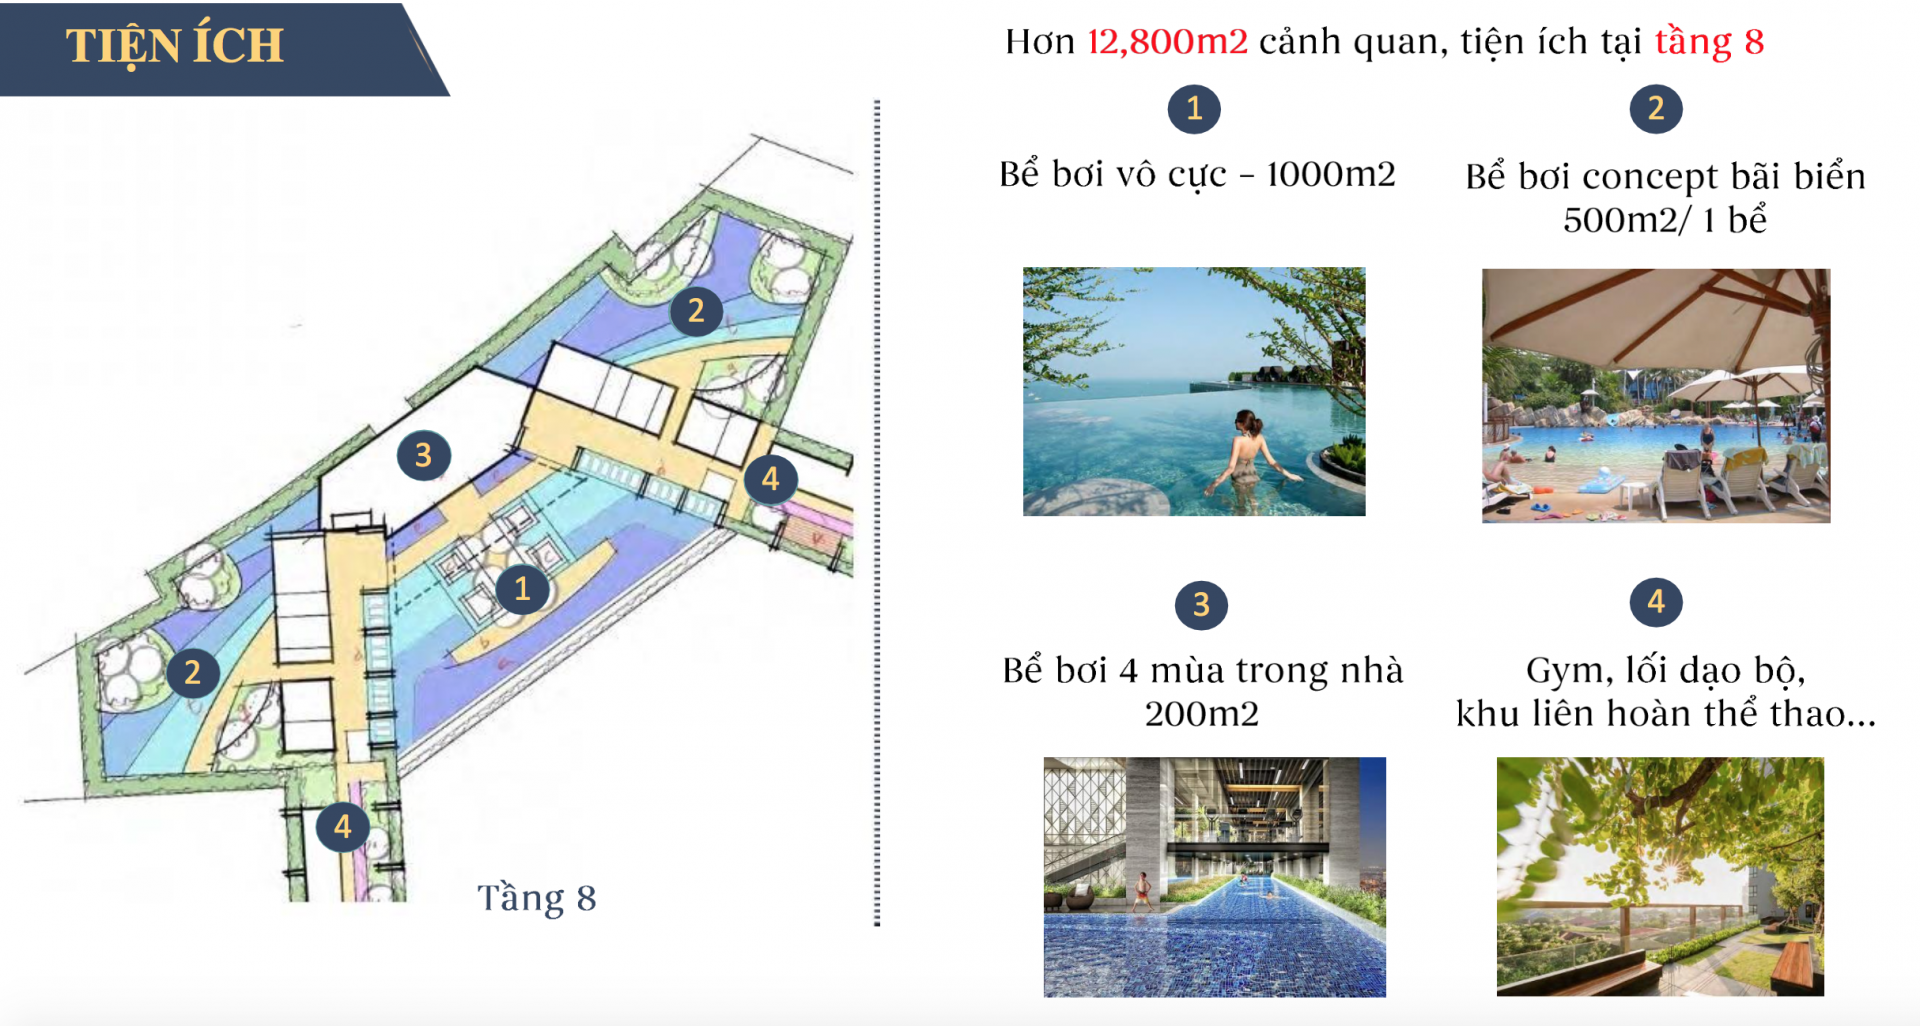 TIỆN ÍCH
2
3
4
1
2
4
Tầng 8
Hơn 12,800m2 cảnh quan, tiện ích tại tầng 8
1
Bể bơi vô cực – 1000m2
2
Bể bơi concept bãi biển
500m2/ 1 bể
3
Bể bơi 4 mùa trong nhà
200m2
4
Gym, lối dạo bộ,
khu liên hoàn thể thao...